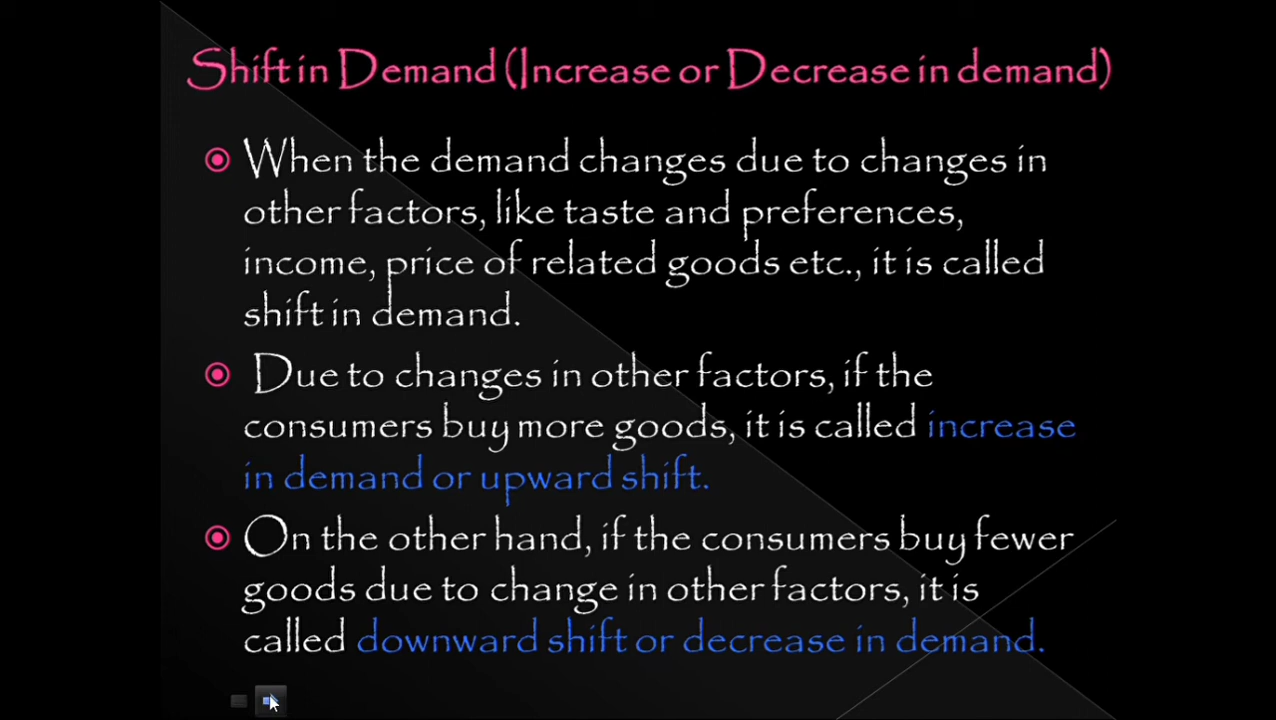 Shift in Demand (Increase or Decrease in demand)
When the demand changes due to changes in
other factors, like taste and preferences,
income, price of related goods etc., it is called
shift in demand.
Due to changes in other factors, if the
consumers buy more goods, it is called increase
in demand or upward shift.
On the other hand, if the consumers buy fewer
goods due to change in other factors, it is
called downward shift or decrease in demand.